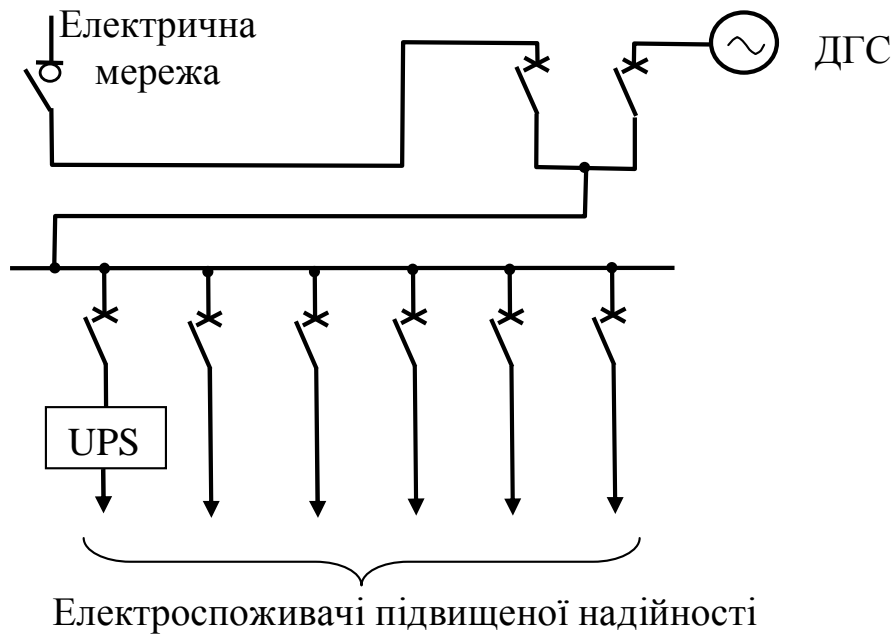 Електрична
мережа
ДГС
UPS
Електроспоживачі підвищеної надійності